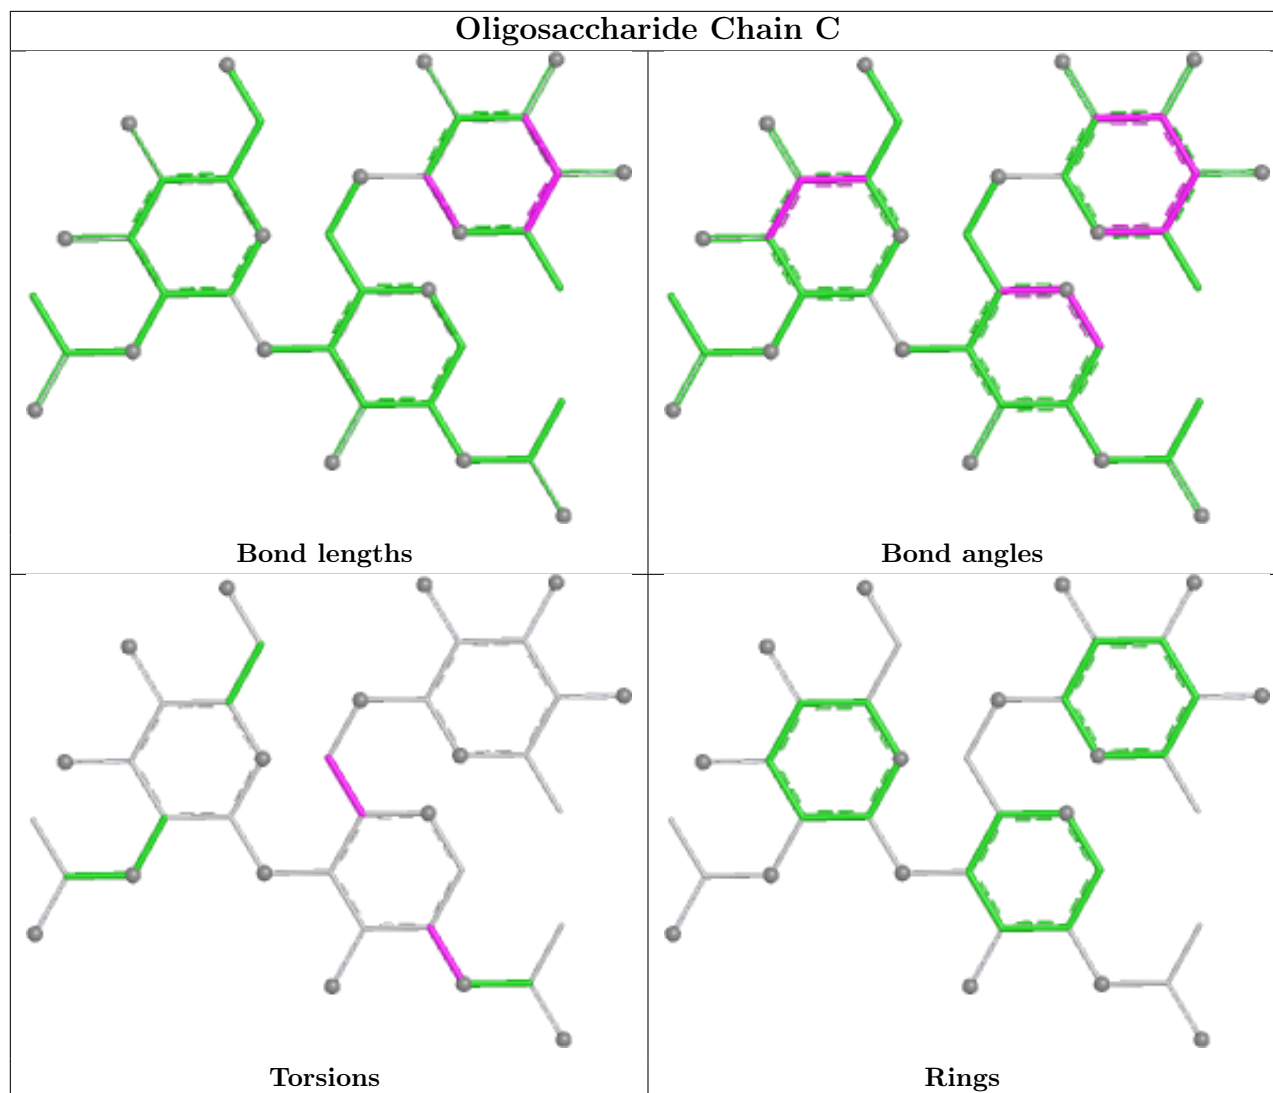 Oligosaccharide Chain C
Bond lengths
Bond angles
Torsions
Rings